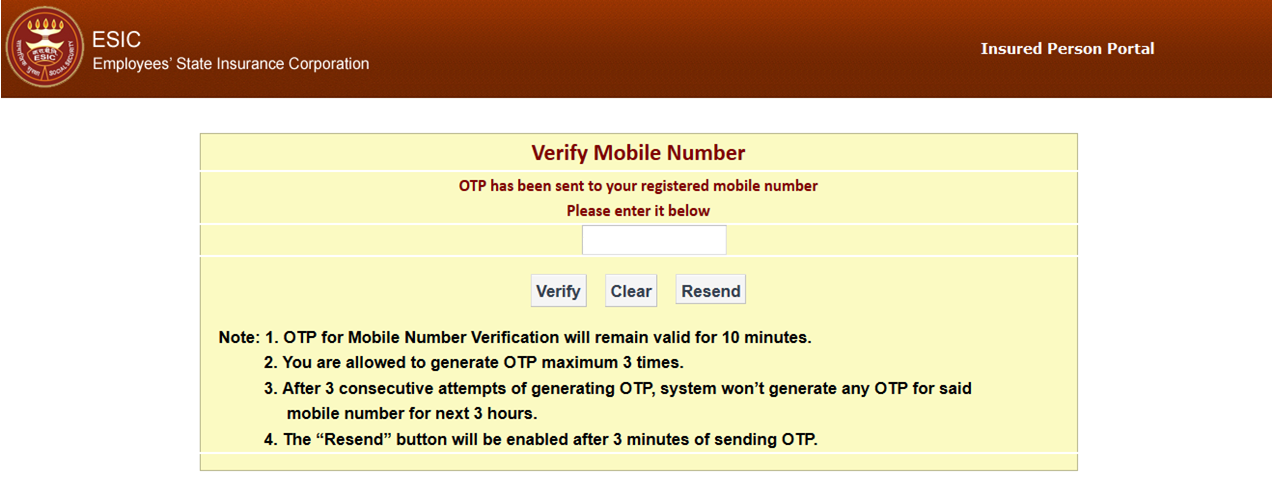 ESIC
Employees' State Insurance Corporation
Insured Person Portal
ESIC
SOCIAL SECURITY
Verify Mobile Number
OTP has been sent to your registered mobile number
Please enter it below
Verify Clear Resend
Note: 1. OTP for Mobile Number Verification will remain valid for 10 minutes.
2. You are allowed to generate OTP maximum 3 times.
3. After 3 consecutive attempts of generating OTP, system won’t generate any OTP for said
mobile number for next 3 hours.
4. The “Resend” button will be enabled after 3 minutes of sending OTP.